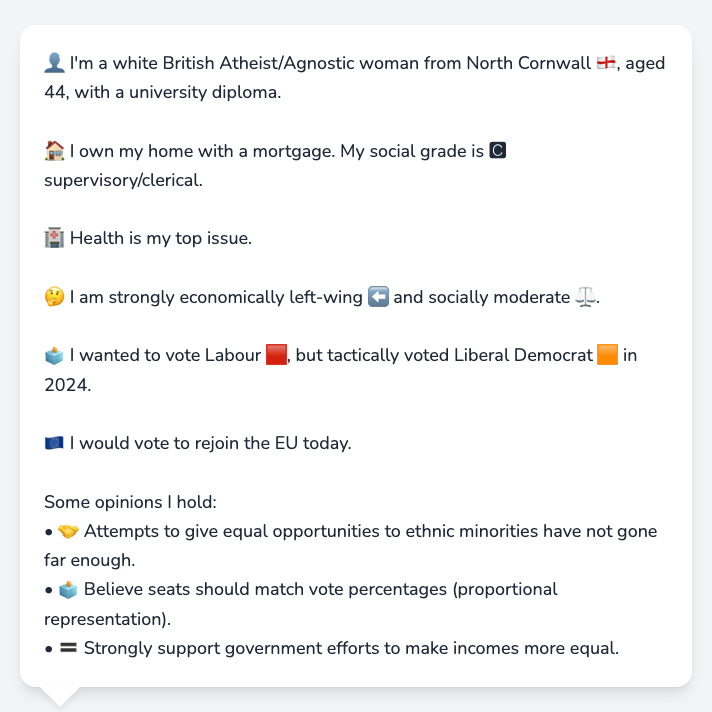 👤 I'm a white British Atheist/Agnostic woman from North Cornwall 🏴󠁧󠁢󠁥󠁮󠁧󠁿, aged
44, with a university diploma.
🏠 I own my home with a mortgage. My social grade is 🅲
supervisory/clerical.
🏥 Health is my top issue.
🤔 I am strongly economically left-wing ⬅️ and socially moderate ⚖️.
🗳️ I wanted to vote Labour 🟥, but tactically voted Liberal Democrat 🟧 in
2024.
🇪🇺 I would vote to rejoin the EU today.
Some opinions I hold:
• 🤝 Attempts to give equal opportunities to ethnic minorities have not gone
far enough.
• 🗳️ Believe seats should match vote percentages (proportional
representation).
• 🟰 Strongly support government efforts to make incomes more equal.